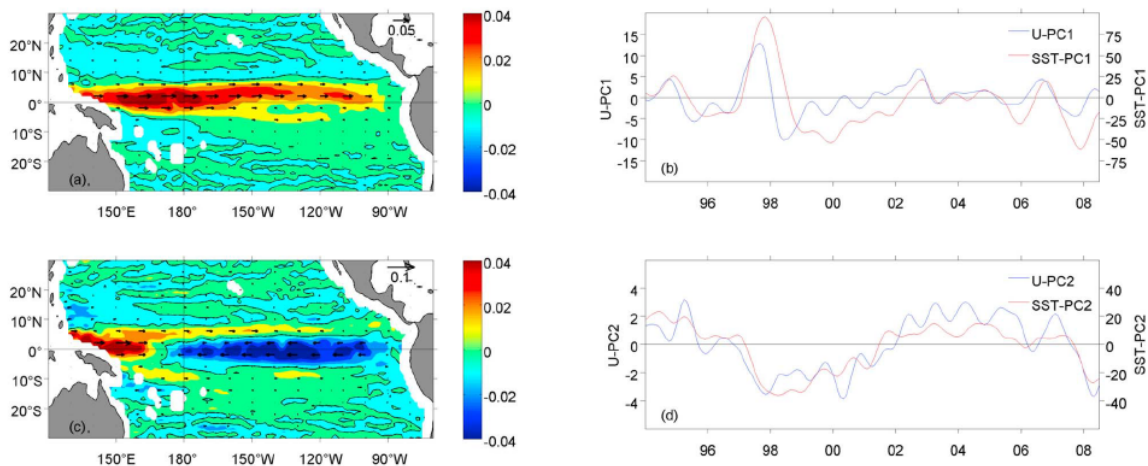 20°N
10°N
0°
10°S
20°S
(a),
0.05
150°E 180° 150°W 120°W 90°W
0.04
0.02
0
-0.02
-0.04
U-PC1
15
10
5
0
-5
-10
-15
U-PC1
SST-PC1
(b)
96 98 00 02 04 06 08
75
50
25
0
-25
-50
-75
SST-PC1
20°N
10°N
0°
10°S
20°S
(c),
0.1
150°E 180° 150°W 120°W 90°W
0.04
0.02
0
-0.02
-0.04
U-PC2
4
2
0
-2
-4
U-PC2
SST-PC2
(d)
96 98 00 02 04 06 08
40
20
0
-20
-40
SST-PC2